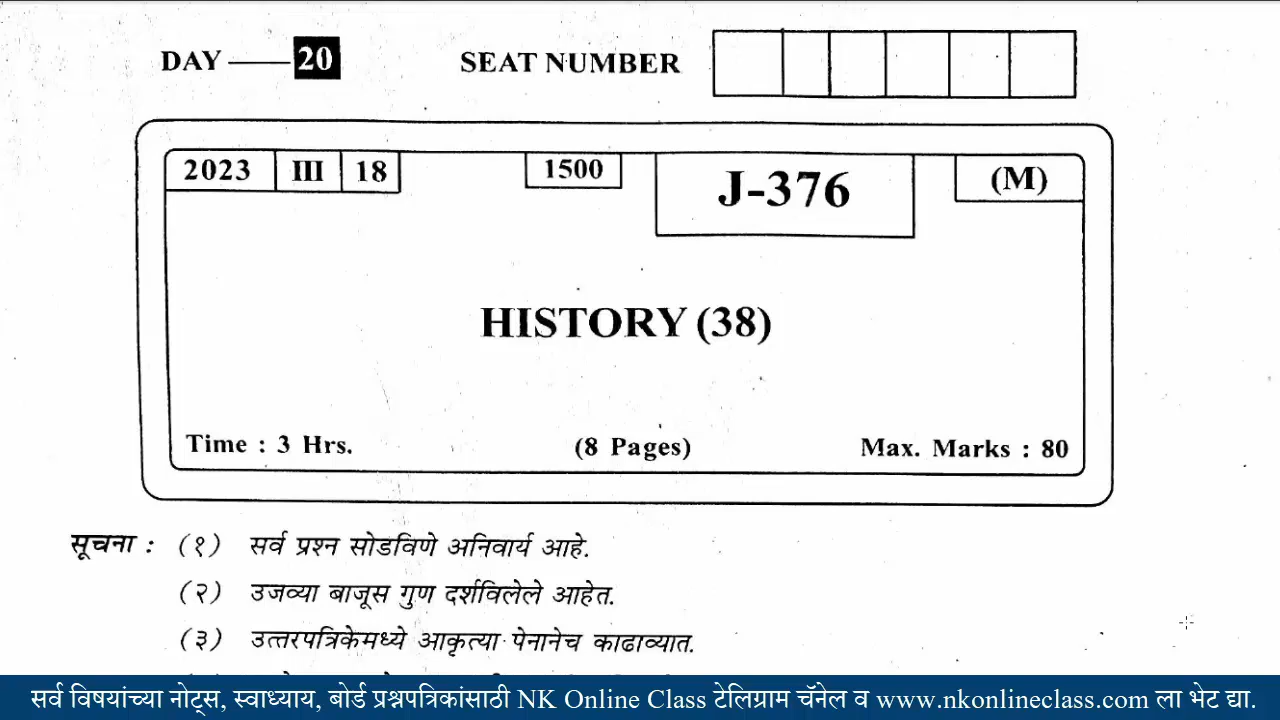 DAY — 20 SEAT NUMBER
2023 III 18 1500 J-376 (M)
HISTORY (38)
Time : 3 Hrs. (8 Pages) Max. Marks : 80
सूचना : (१) सर्व प्रश्न सोडविणे अनिवार्य आहे.
(२) उजव्या बाजूस गुण दर्शविलेले आहेत.
(३) उत्तरपत्रिकेमध्ये आकृत्या पेनानेच काढाव्यात.
सर्व विषयांच्या नोट्स, स्वाध्याय, बोर्ड प्रश्नपत्रिकांसाठी NK Online Class टेलिग्राम चॅनेल व www.nkonlineclass.com ला भेट द्या.